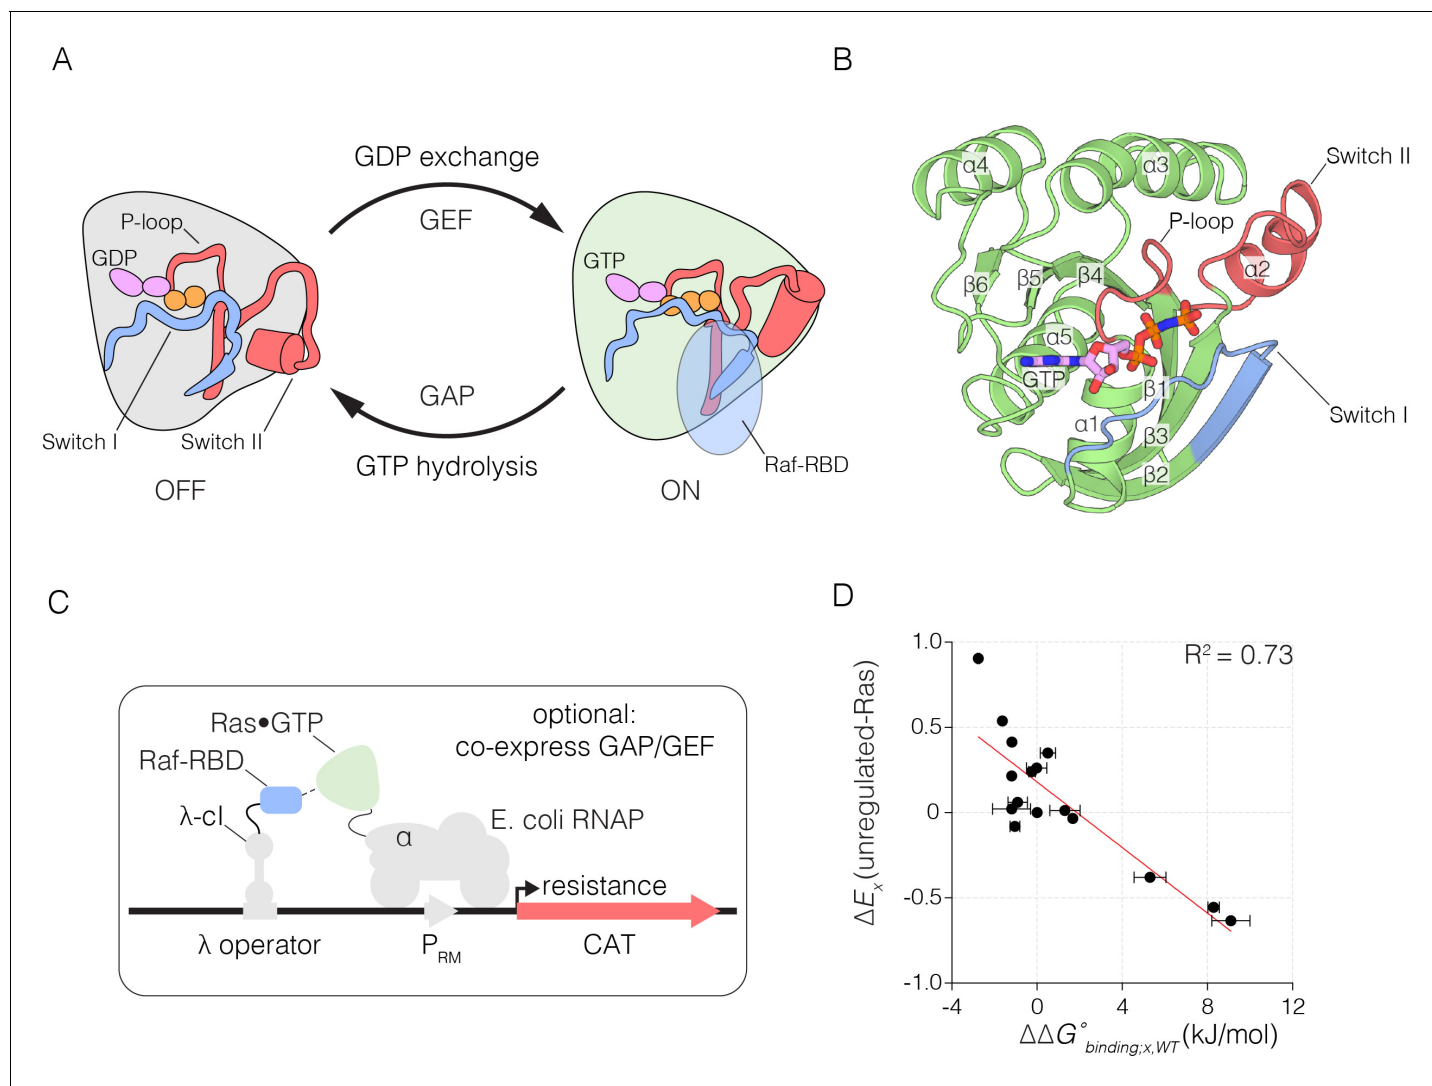 A
GDP exchange
GEF
P-loop
GDP
Switch I
Switch II
OFF
GAP
GTP hydrolysis
GTP
Raf-RBD
ON
B
α4
α3
Switch II
P-loop
α2
β6
β5
β4
α5
GTP
β1
α1
β3
β2
Switch I
C
Ras●GTP
optional:
co-express GAP/GEF
Raf-RBD
λ-cI
α
E. coli RNAP
resistance
λ operator
P_RM
CAT
D
R² = 0.73
ΔE_x (unregulated-Ras)
1.0
0.5
0
-0.5
-1.0
-4 0 4 8 12
ΔΔG°_binding;x,WT (kJ/mol)